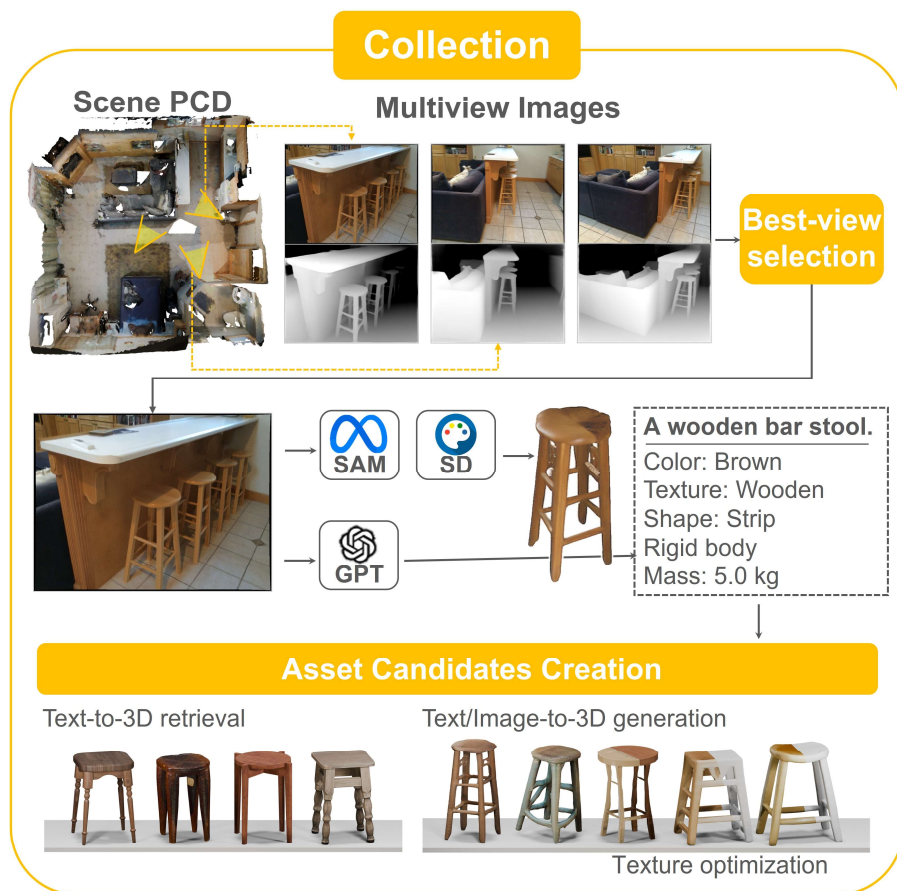 Collection
Scene PCD
Multiview Images
Best-view
selection
SAM
SD
GPT
A wooden bar stool.
Color: Brown
Texture: Wooden
Shape: Strip
Rigid body
Mass: 5.0 kg
Asset Candidates Creation
Text-to-3D retrieval
Text/Image-to-3D generation
Texture optimization